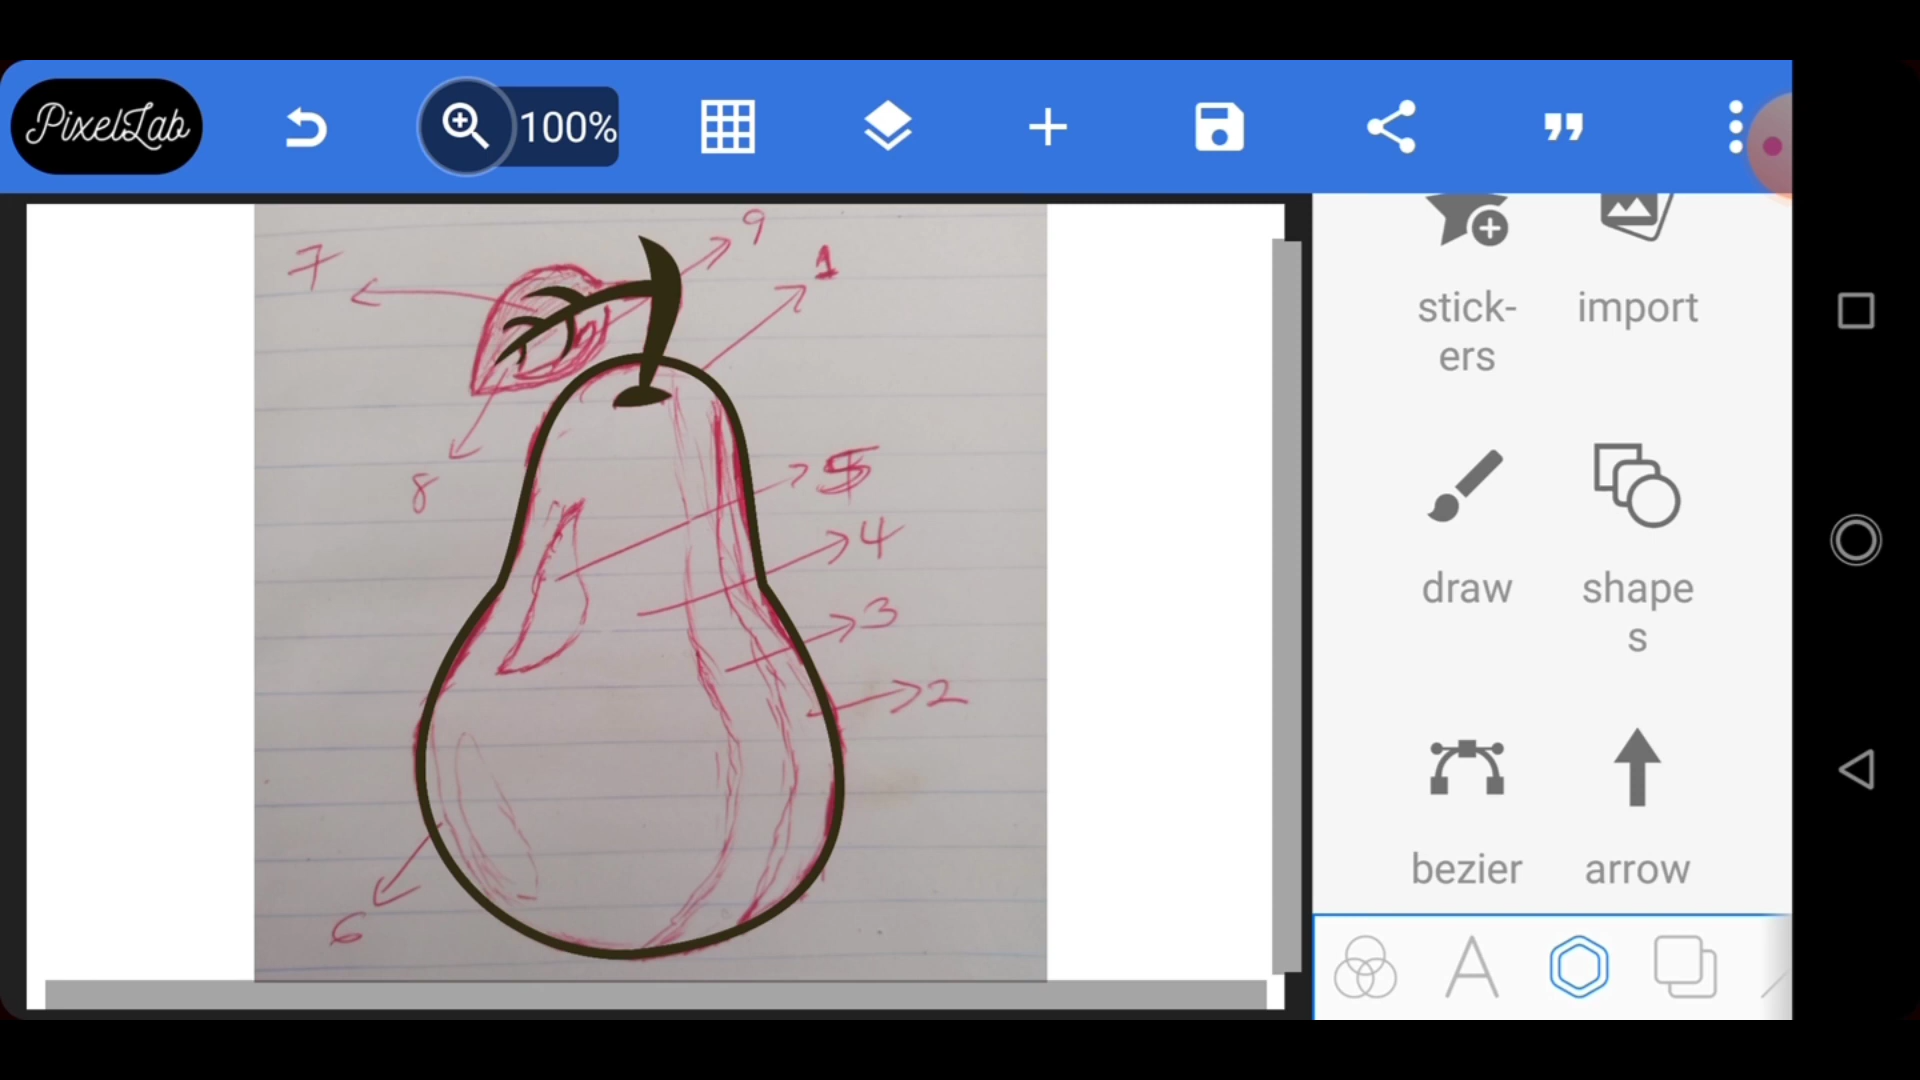 PixelLab
100%
9
7
1
8
5
4
3
2
6
stick-
ers
import
draw
shape
s
bezier
arrow